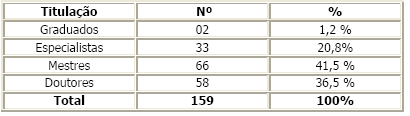 Titulação Nº %
Graduados 02 1,2 %
Especialistas 33 20,8%
Mestres 66 41,5 %
Doutores 58 36,5 %
Total 159 100%